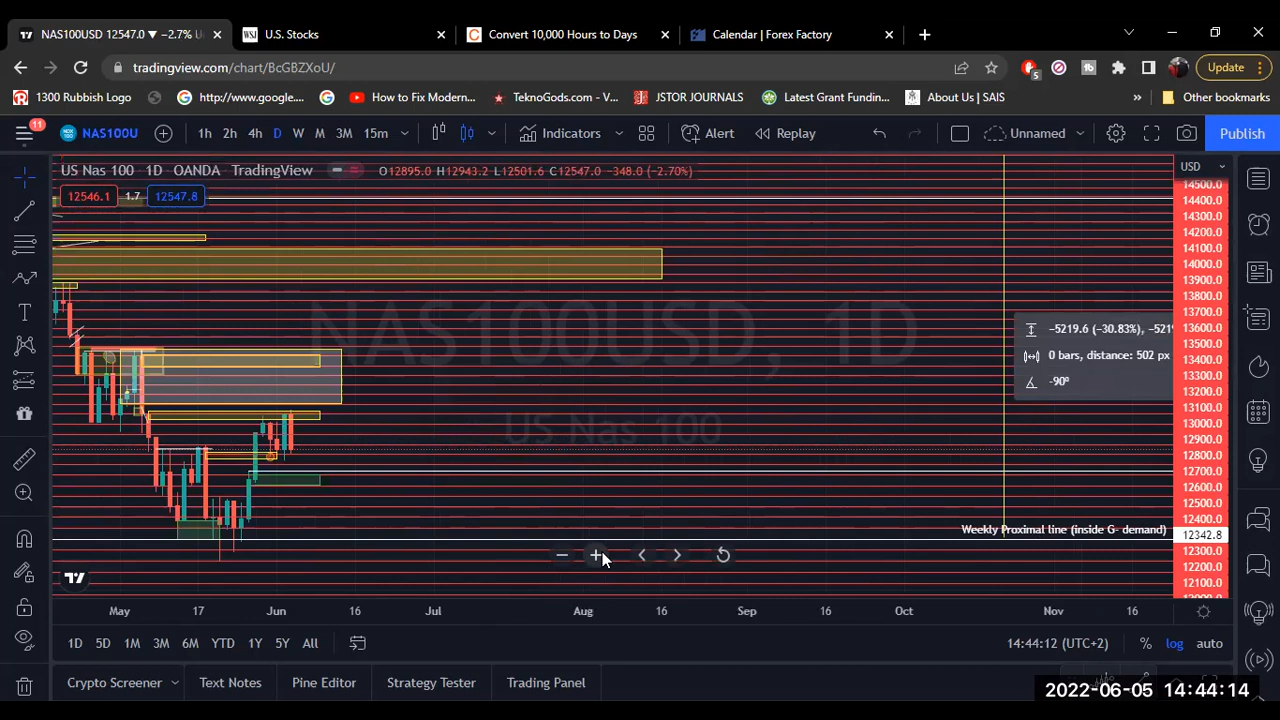 NAS100USD 12547.0 ▼ −2.7% U
U.S. Stocks
Convert 10,000 Hours to Days
Calendar | Forex Factory
tradingview.com/chart/BcGBZXoU/
5
Update
1300 Rubbish Logo
http://www.google....
How to Fix Modern...
TeknoGods.com - V...
JSTOR JOURNALS
Latest Grant Fundin...
About Us | SAIS
»
Other bookmarks
11
NAS100U
1h 2h 4h D W M 3M 15m
Indicators
Alert
Replay
Unnamed
Publish
US Nas 100 1D OANDA TradingView
O12895.0 H12943.2 L12501.6 C12547.0 −348.0 (−2.70%)
USD
12546.1 1.7 12547.8
14500.0
14400.0
14300.0
14200.0
14100.0
14000.0
13900.0
13800.0
13700.0
13600.0
13500.0
13400.0
13300.0
13200.0
13100.0
13000.0
12900.0
12800.0
12700.0
12600.0
12500.0
12400.0
12342.8
12300.0
12200.0
12100.0
NAS100USD, 1D
US Nas 100
-5219.6 (−30.83%),
0 bars, distance: 502 px
-90°
Weekly Proximal line (inside G- demand)
May 17 Jun 16 Jul Aug 16 Sep 16 Oct Nov 16
1D 5D 1M 3M 6M YTD 1Y 5Y All
14:44:12 (UTC+2)
% log auto
Crypto Screener
Text Notes
Pine Editor
Strategy Tester
Trading Panel
2022-06-05 14:44:14